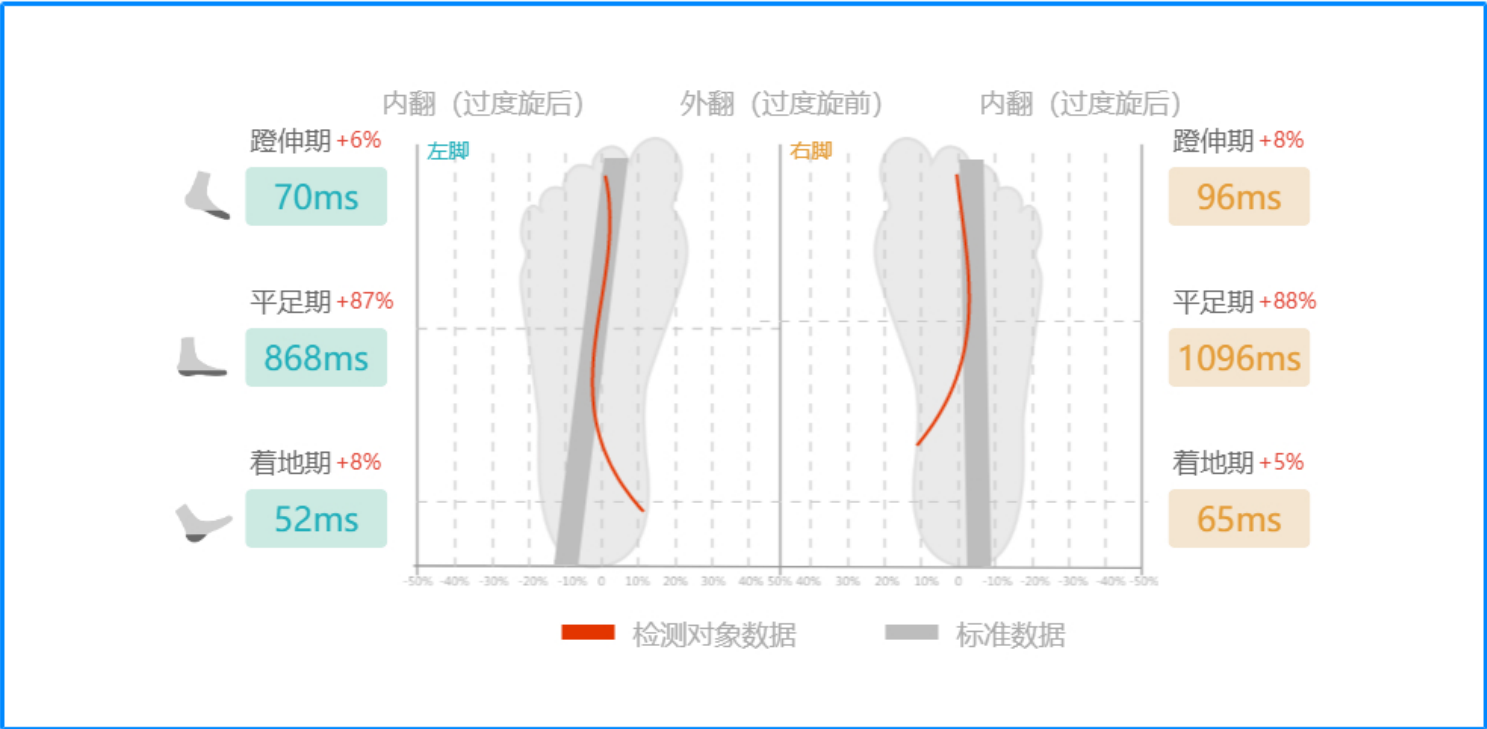 内翻（过度旋后） 外翻（过度旋前） 内翻（过度旋后）
蹬伸期 +6% 左脚 右脚 蹬伸期 +8%
70ms 96ms
平足期 +87% 平足期 +88%
868ms 1096ms
着地期 +8% 着地期 +5%
52ms 65ms
-50% -40% -30% -20% -10% 0 10% 20% 30% 40% 50% 40% 30% 20% 10% 0 -10% -20% -30% -40% -50%
检测对象数据 标准数据